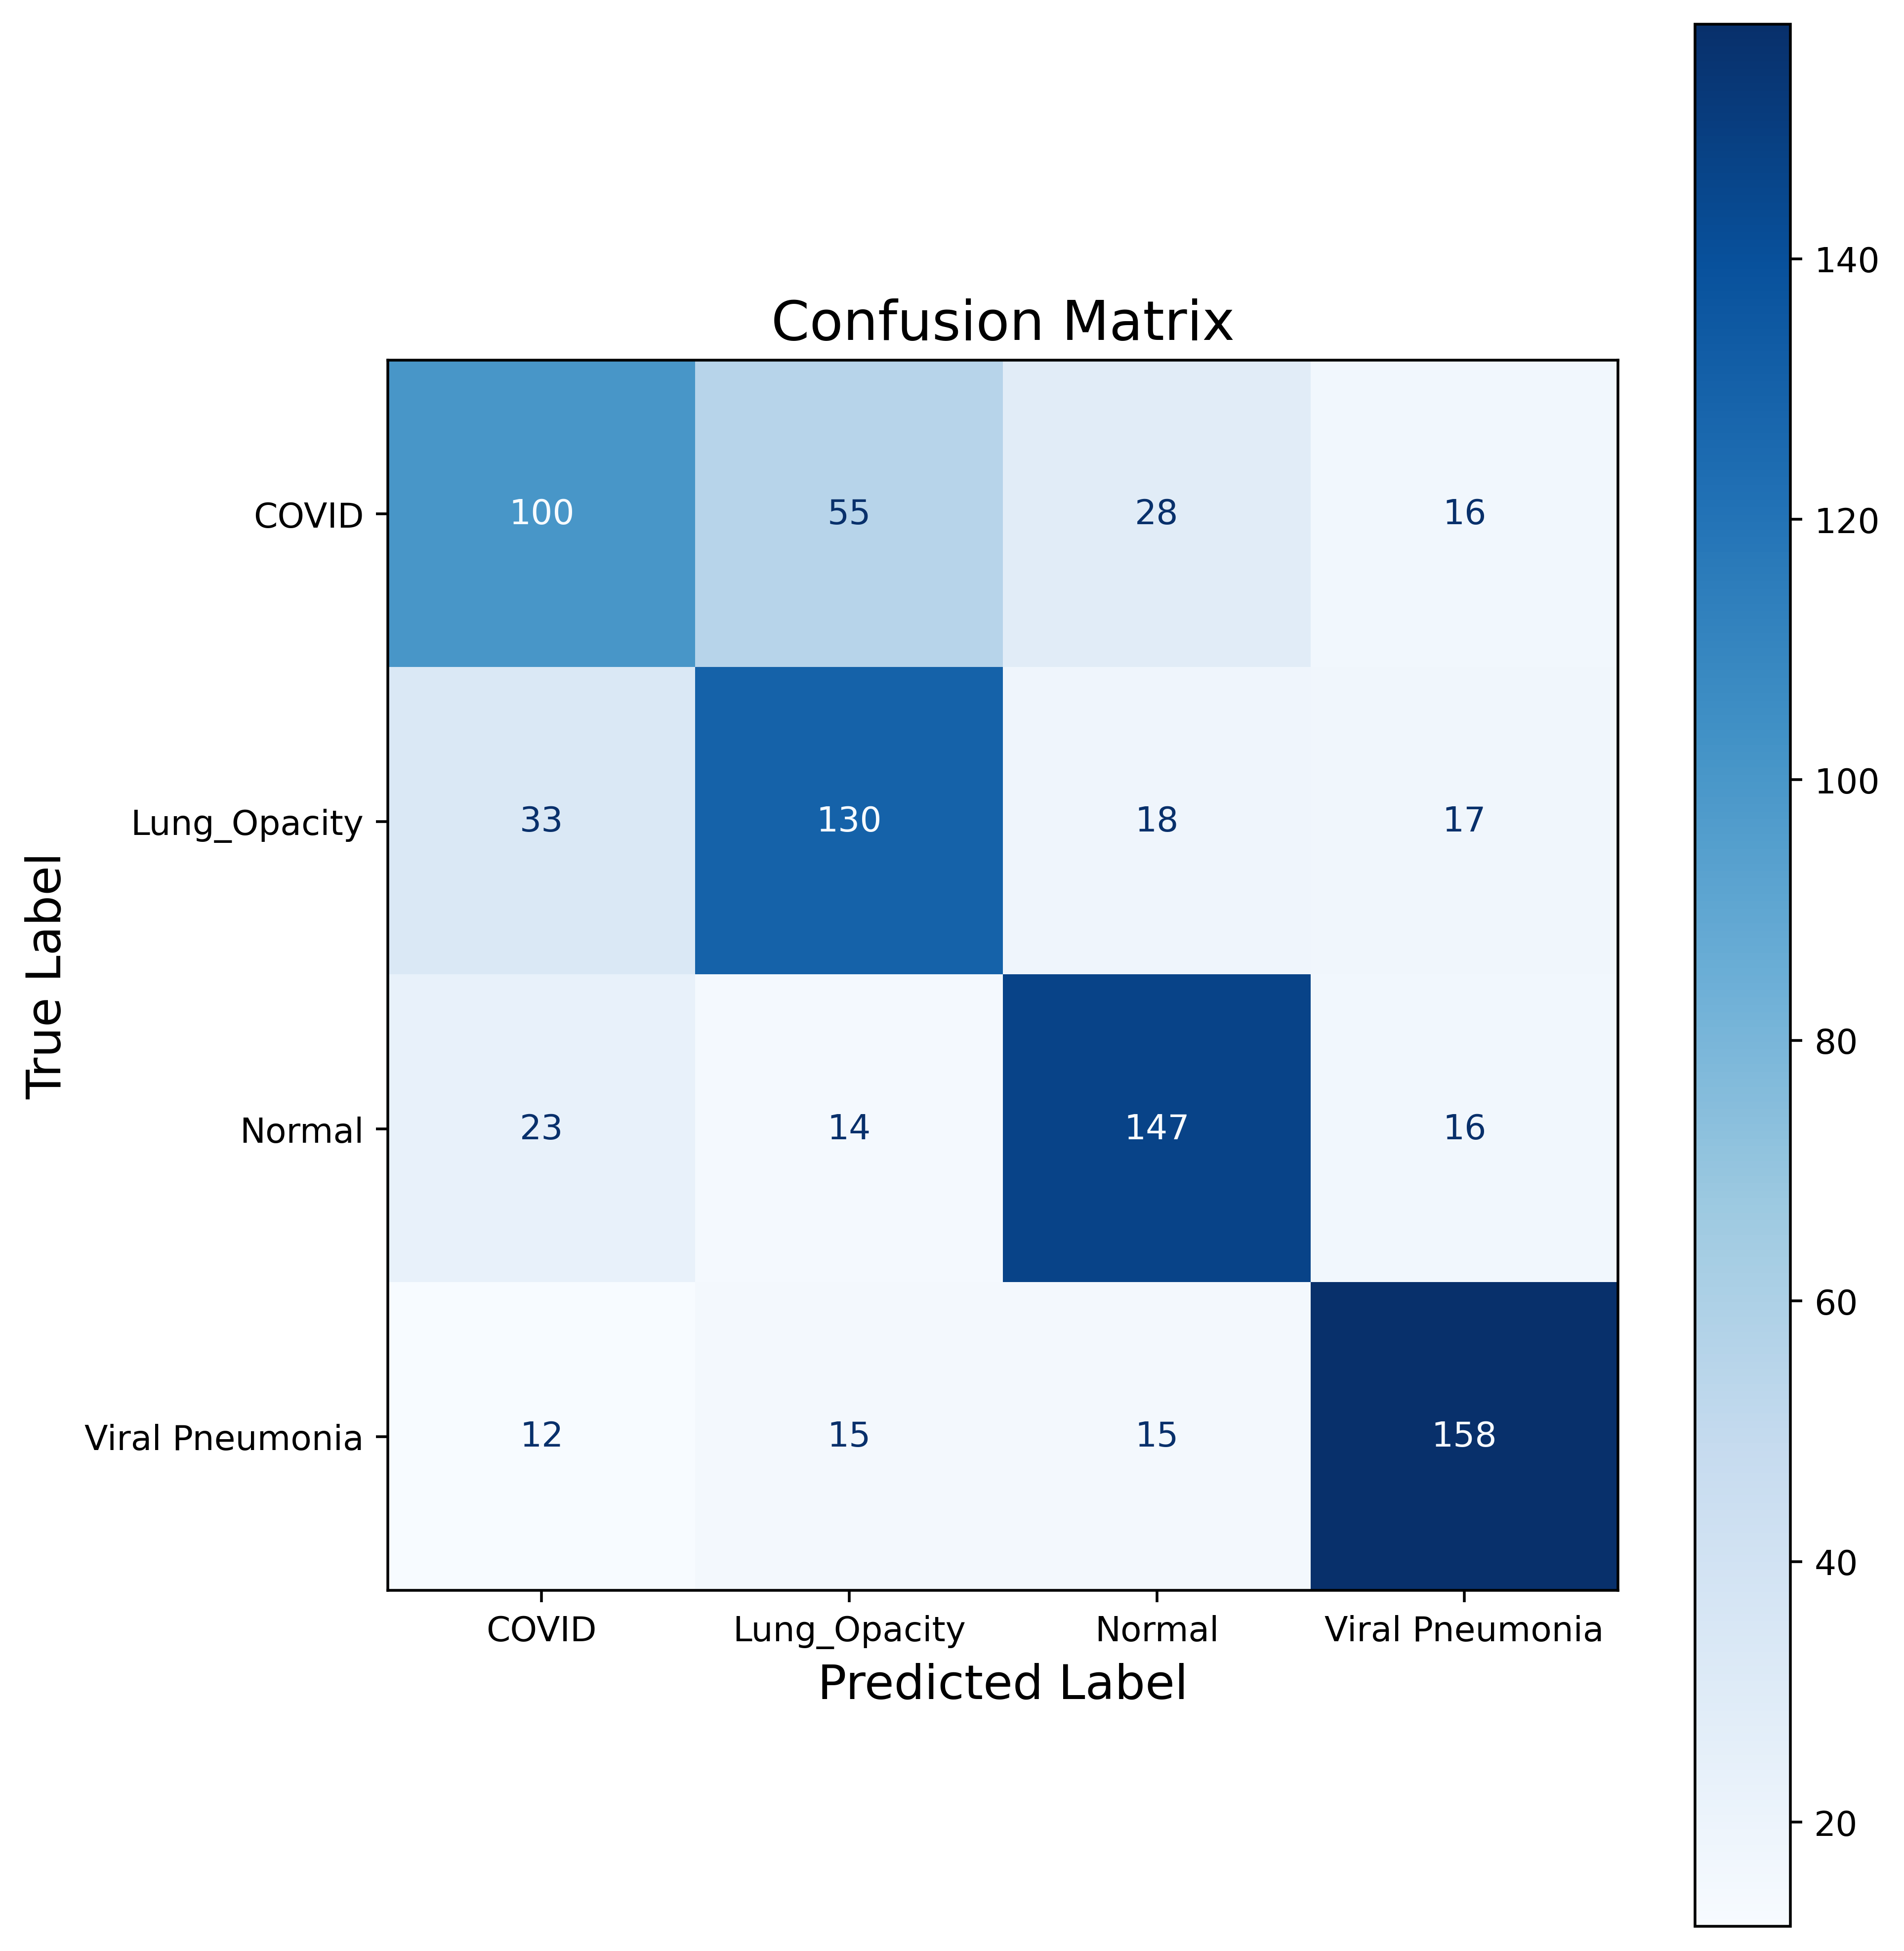 Confusion Matrix
True Label
COVID 100 55 28 16
Lung_Opacity 33 130 18 17
Normal 23 14 147 16
Viral Pneumonia 12 15 15 158
COVID Lung_Opacity Normal Viral Pneumonia
Predicted Label
140
120
100
80
60
40
20